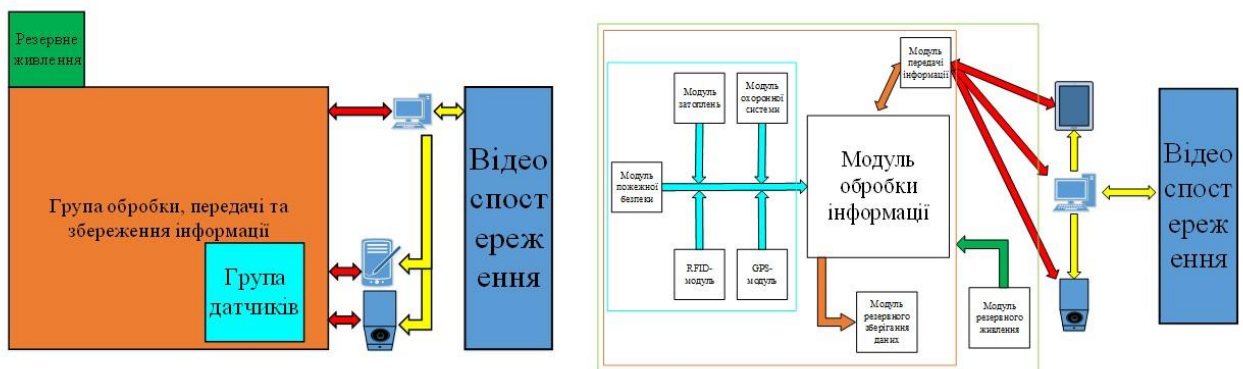 Резервне
живлення
Група обробки, передачі та
збереження інформації
Група
датчиків
Відео
спост
ереж
ення
Модуль
передачі
інформації
Модуль
затоплень
Модуль
охоронної
системи
Модуль
пожежної
безпеки
Модуль
обробки
інформації
RFID-
модуль
GPS-
модуль
Модуль
резервного
зберігання
даних
Модуль
резервного
живлення
Відео
спост
ереж
ення